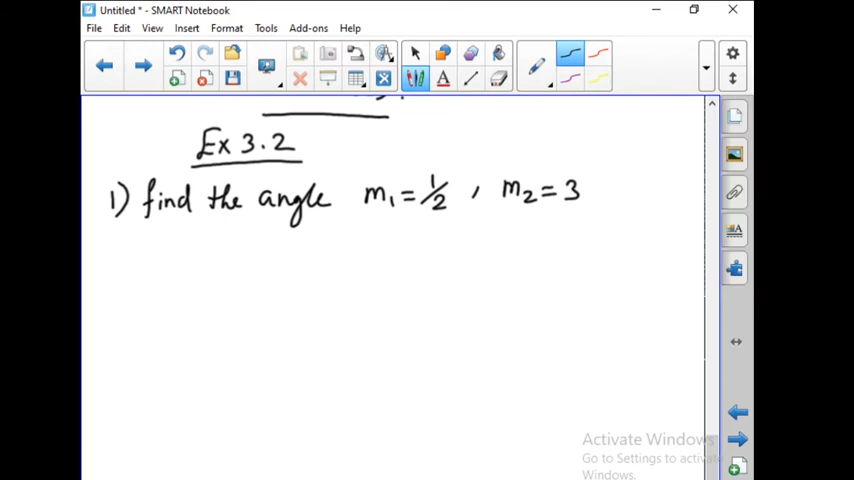 Untitled * - SMART Notebook
File Edit View Insert Format Tools Add-ons Help
Ex 3.2
1) find the angle m₁ = 1/2 , m₂ = 3
Activate Windows
Go to Settings to activate
Windows.